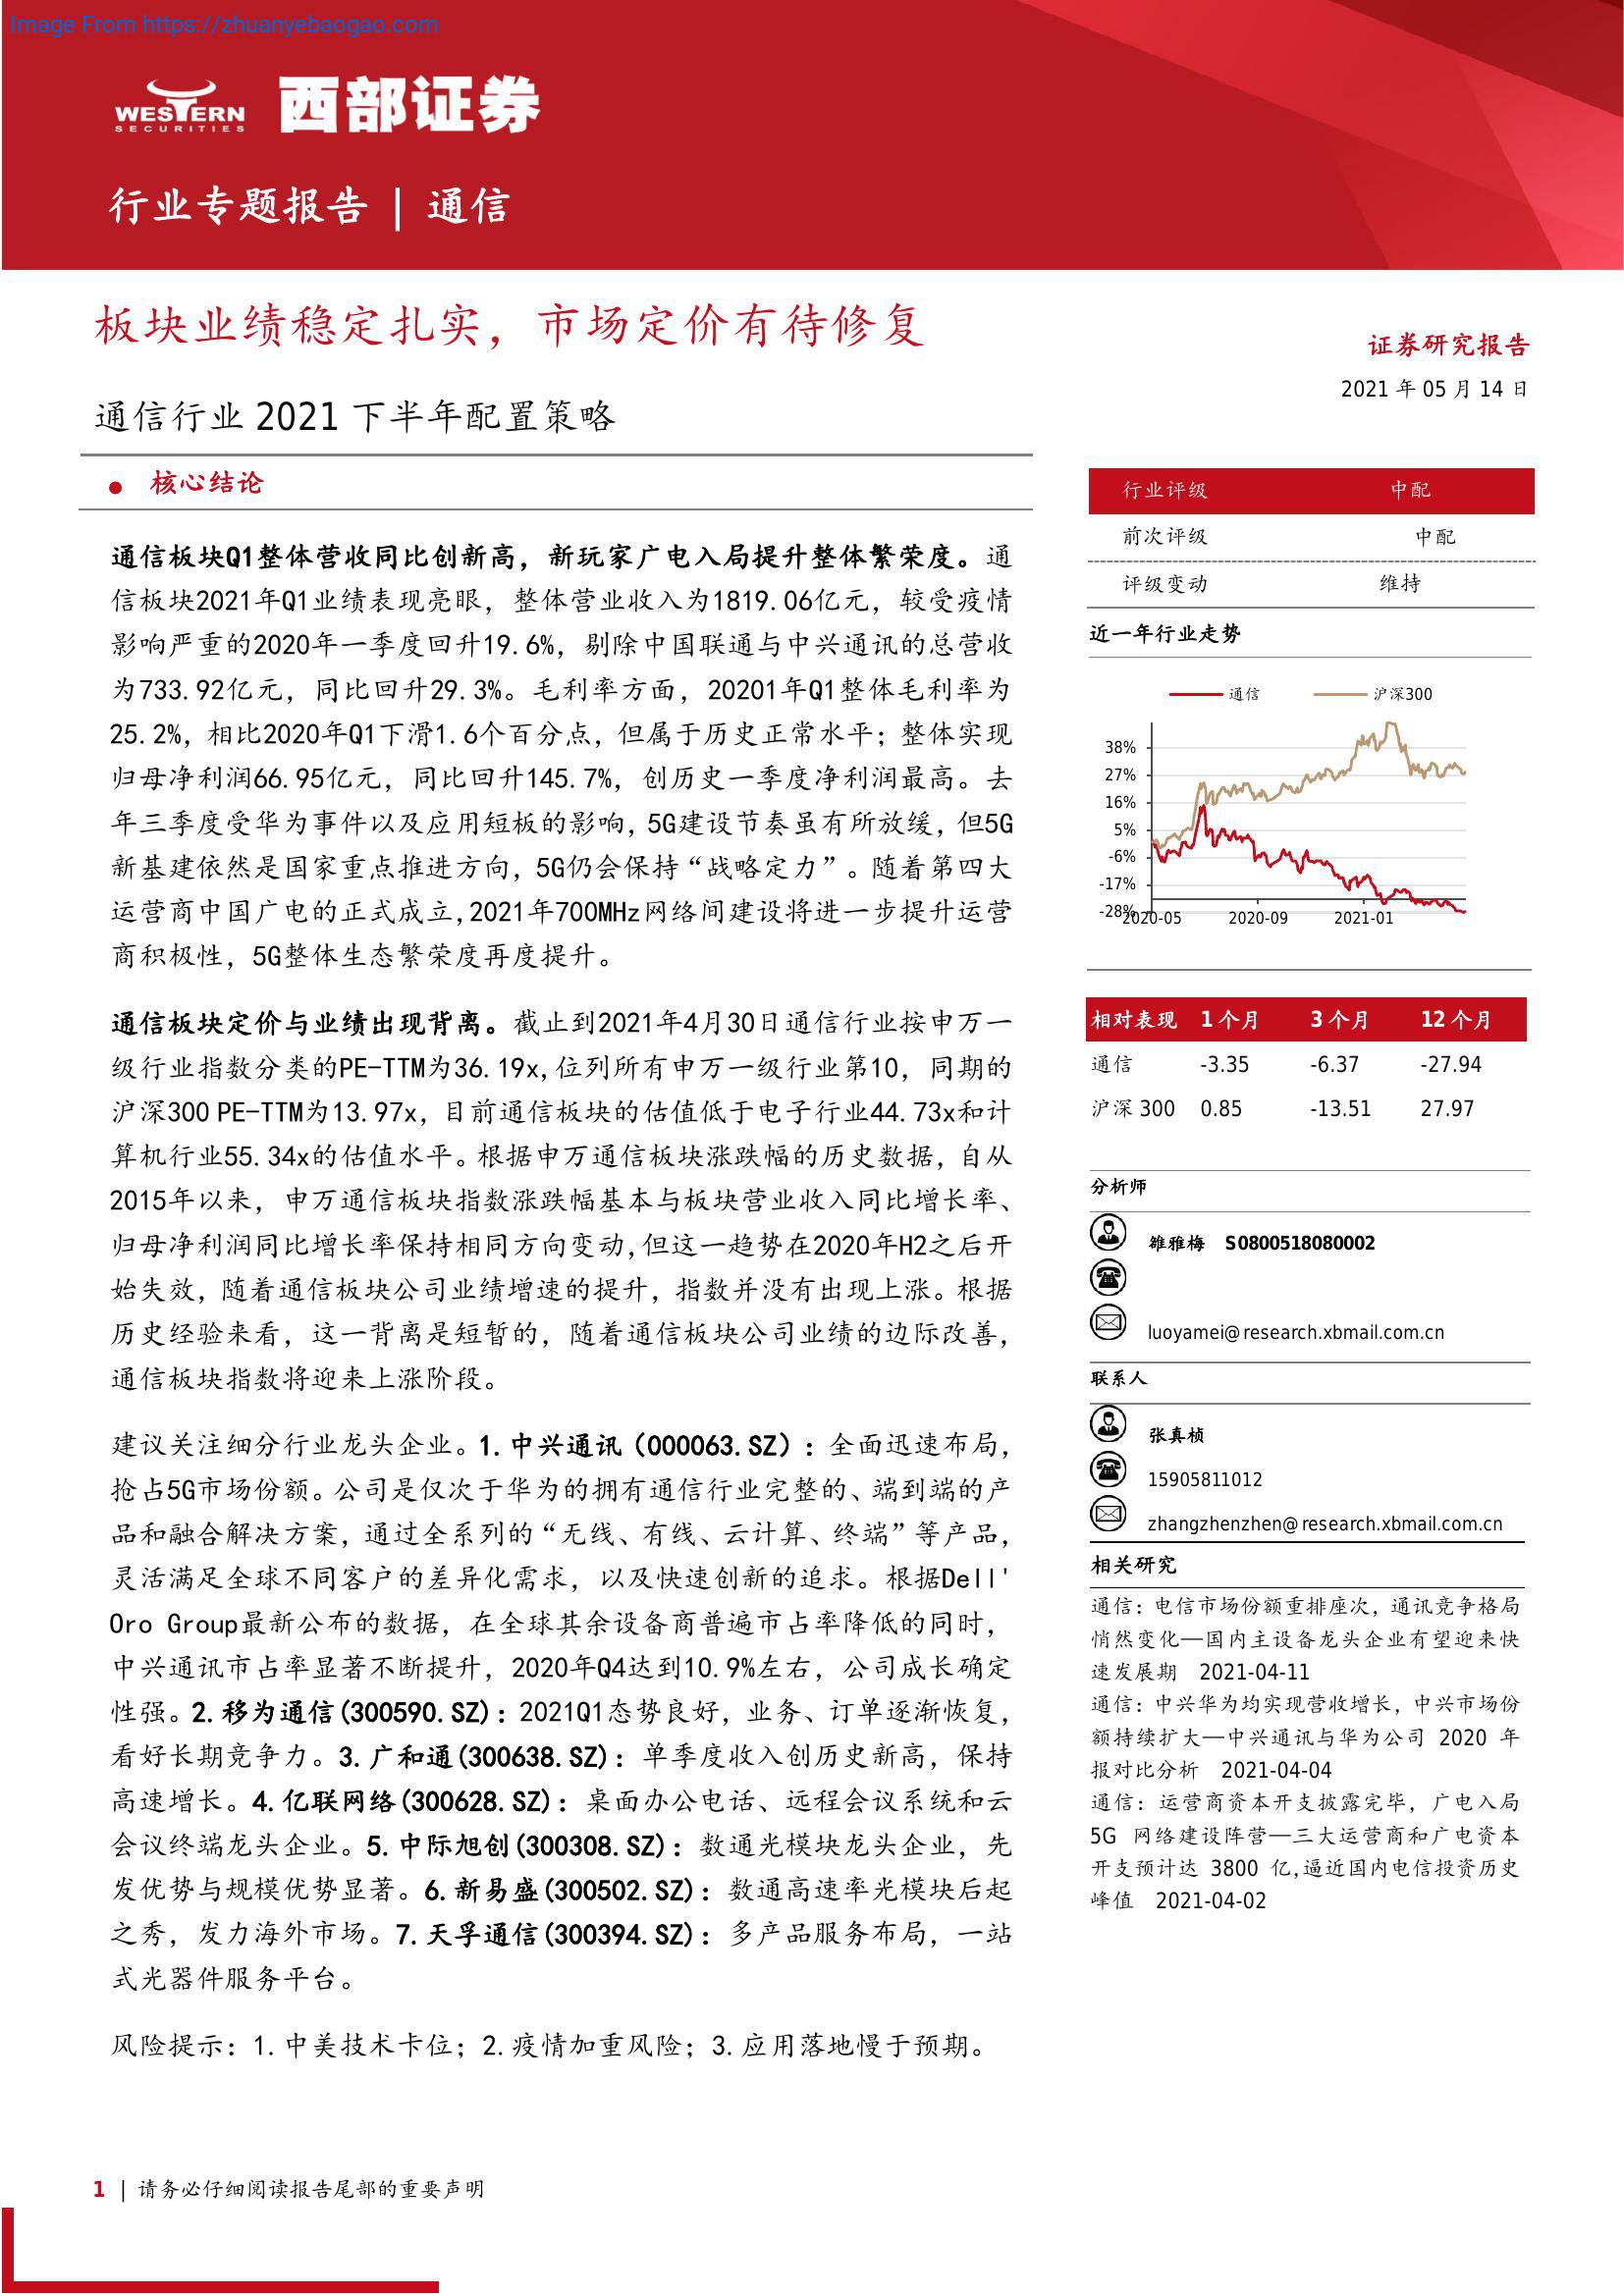 Image From https://zhuanyebaogao.com
WESTERN
SECURITIES
西部证券
行业专题报告 | 通信
板块业绩稳定扎实，市场定价有待修复
通信行业 2021 下半年配置策略
● 核心结论
通信板块Q1整体营收同比创新高，新玩家广电入局提升整体繁荣度。通
信板块2021年Q1业绩表现亮眼，整体营业收入为1819.06亿元，较受疫情
影响严重的2020年一季度回升19.6%，剔除中国联通与中兴通讯的总营收
为733.92亿元，同比回升29.3%。毛利率方面，20201年Q1整体毛利率为
25.2%，相比2020年Q1下滑1.6个百分点，但属于历史正常水平；整体实现
归母净利润66.95亿元，同比回升145.7%，创历史一季度净利润最高。去
年三季度受华为事件以及应用短板的影响，5G建设节奏虽有所放缓，但5G
新基建依然是国家重点推进方向，5G仍会保持“战略定力”。随着第四大
运营商中国广电的正式成立，2021年700MHz网络间建设将进一步提升运营
商积极性，5G整体生态繁荣度再度提升。
通信板块定价与业绩出现背离。截止到2021年4月30日通信行业按申万一
级行业指数分类的PE-TTM为36.19x，位列所有申万一级行业第10，同期的
沪深300 PE-TTM为13.97x，目前通信板块的估值低于电子行业44.73x和计
算机行业55.34x的估值水平。根据申万通信板块涨跌幅的历史数据，自从
2015年以来，申万通信板块指数涨跌幅基本与板块营业收入同比增长率、
归母净利润同比增长率保持相同方向变动，但这一趋势在2020年H2之后开
始失效，随着通信板块公司业绩增速的提升，指数并没有出现上涨。根据
历史经验来看，这一背离是短暂的，随着通信板块公司业绩的边际改善，
通信板块指数将迎来上涨阶段。
建议关注细分行业龙头企业。1.中兴通讯（000063.SZ）：全面迅速布局，
抢占5G市场份额。公司是仅次于华为的拥有通信行业完整的、端到端的产
品和融合解决方案，通过全系列的“无线、有线、云计算、终端”等产品，
灵活满足全球不同客户的差异化需求，以及快速创新的追求。根据Dell'
Oro Group最新公布的数据，在全球其余设备商普遍市占率降低的同时，
中兴通讯市占率显著不断提升，2020年Q4达到10.9%左右，公司成长确定
性强。2.移为通信(300590.SZ)：2021Q1态势良好，业务、订单逐渐恢复，
看好长期竞争力。3.广和通(300638.SZ)：单季度收入创历史新高，保持
高速增长。4.亿联网络(300628.SZ)：桌面办公电话、远程会议系统和云
会议终端龙头企业。5.中际旭创(300308.SZ)：数通光模块龙头企业，先
发优势与规模优势显著。6.新易盛(300502.SZ)：数通高速率光模块后起
之秀，发力海外市场。7.天孚通信(300394.SZ)：多产品服务布局，一站
式光器件服务平台。
风险提示：1.中美技术卡位；2.疫情加重风险；3.应用落地慢于预期。
证券研究报告
2021 年 05 月 14 日
行业评级 中配
前次评级 中配
评级变动 维持
近一年行业走势
通信 沪深300
38%
27%
16%
5%
-6%
-17%
-28%
2020-05 2020-09 2021-01
相对表现 1 个月 3 个月 12 个月
通信 -3.35 -6.37 -27.94
沪深 300 0.85 -13.51 27.97
分析师
雒雅梅 S0800518080002
luoyamei@research.xbmail.com.cn
联系人
张真桢
15905811012
zhangzhenzhen@research.xbmail.com.cn
相关研究
通信：电信市场份额重排座次，通讯竞争格局
悄然变化—国内主设备龙头企业有望迎来快
速发展期 2021-04-11
通信：中兴华为均实现营收增长，中兴市场份
额持续扩大—中兴通讯与华为公司 2020 年
报对比分析 2021-04-04
通信：运营商资本开支披露完毕，广电入局
5G 网络建设阵营—三大运营商和广电资本
开支预计达 3800 亿,逼近国内电信投资历史
峰值 2021-04-02
1 | 请务必仔细阅读报告尾部的重要声明